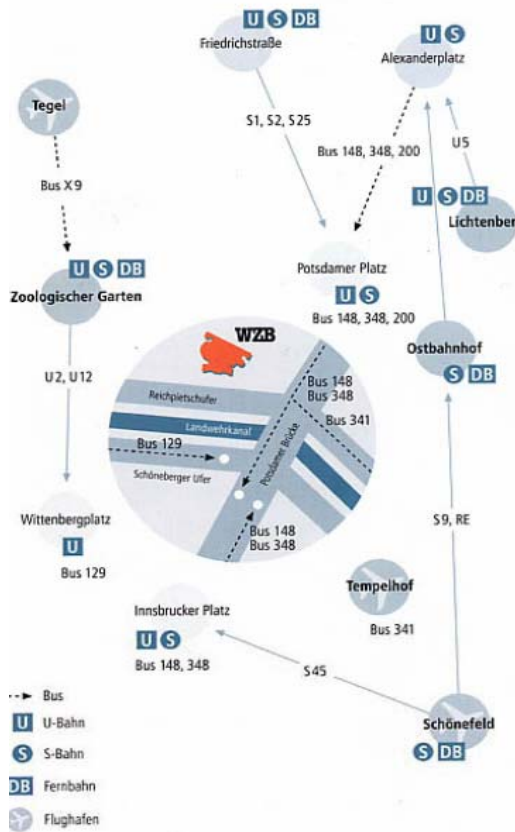 U S DB
Friedrichstraße
U S
Alexanderplatz
Tegel
S1, S2, S25
U5
Bus 148, 348, 200
Bus X9
U S DB
Lichtenber
U S DB
Zoologischer Garten
Potsdamer Platz
U S
Bus 148, 348, 200
WZB
Ostbahnhof
S DB
U2, U12
Reichpietschufer
Bus 148
Bus 348
Bus 341
Landwehrkanal
Bus 129
Potsdamer Brücke
Schöneberger Ufer
Wittenbergplatz
U
Bus 129
Bus 148
Bus 348
S9, RE
Tempelhof
Bus 341
Innsbrucker Platz
U S
Bus 148, 348
S45
Schönefeld
S DB
Bus
U U-Bahn
S S-Bahn
DB Fernbahn
Flughafen